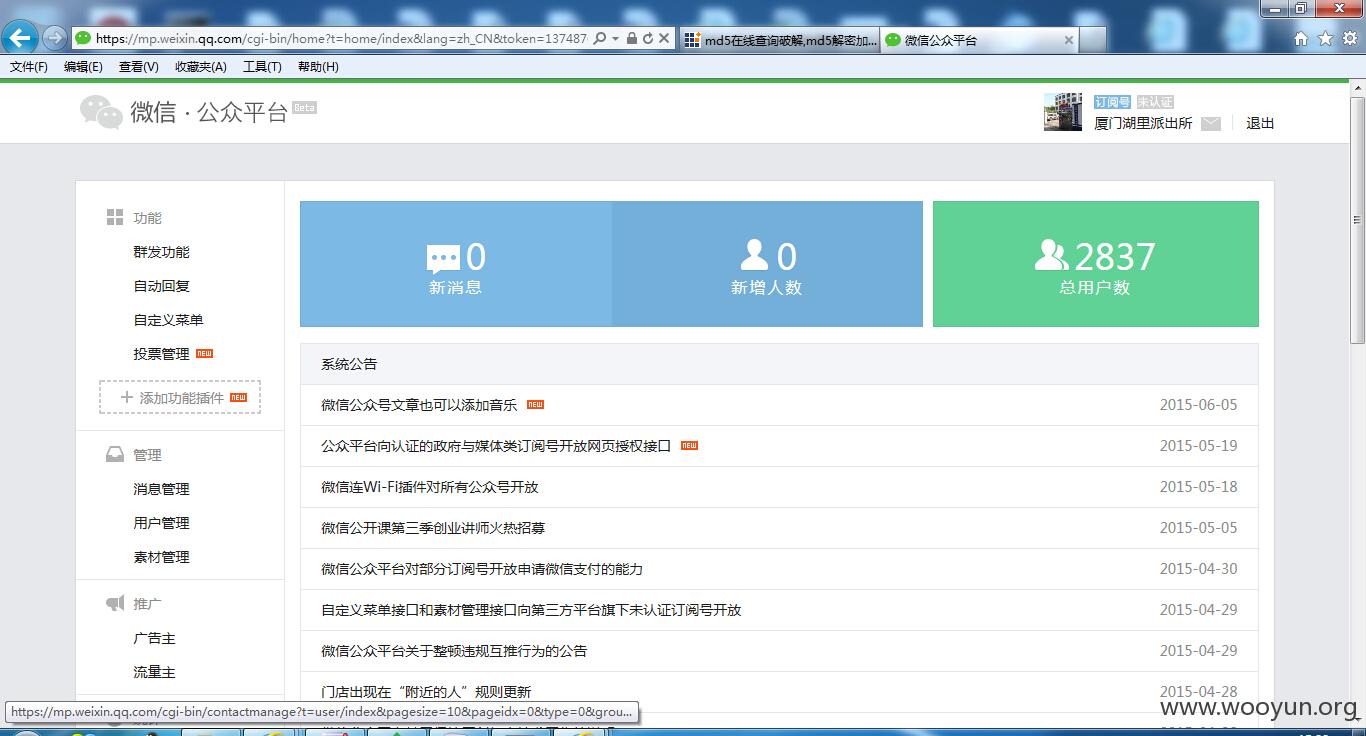 https://mp.weixin.qq.com/cgi-bin/home?t=home/index&lang=zh_CN&token=137487
md5在线查询破解,md5解密加...
微信公众平台
文件(F) 编辑(E) 查看(V) 收藏夹(A) 工具(T) 帮助(H)
微信·公众平台 Beta
订阅号 未认证
厦门湖里派出所 退出
功能
群发功能
自动回复
自定义菜单
投票管理 NEW
+ 添加功能插件 NEW
管理
消息管理
用户管理
素材管理
推广
广告主
流量主
0
新消息
0
新增人数
2837
总用户数
系统公告
微信公众号文章也可以添加音乐 NEW 2015-06-05
公众平台向认证的政府与媒体类订阅号开放网页授权接口 NEW 2015-05-19
微信连Wi-Fi插件对所有公众号开放 2015-05-18
微信公开课第三季创业讲师火热招募 2015-05-05
微信公众平台对部分订阅号开放申请微信支付的能力 2015-04-30
自定义菜单接口和素材管理接口向第三方平台旗下未认证订阅号开放 2015-04-29
微信公众平台关于整顿违规互推行为的公告 2015-04-29
门店出现在“附近的人”规则更新 2015-04-28
https://mp.weixin.qq.com/cgi-bin/contactmanage?t=user/index&pagesize=10&pageidx=0&type=0&grou...
www.wooyun.org